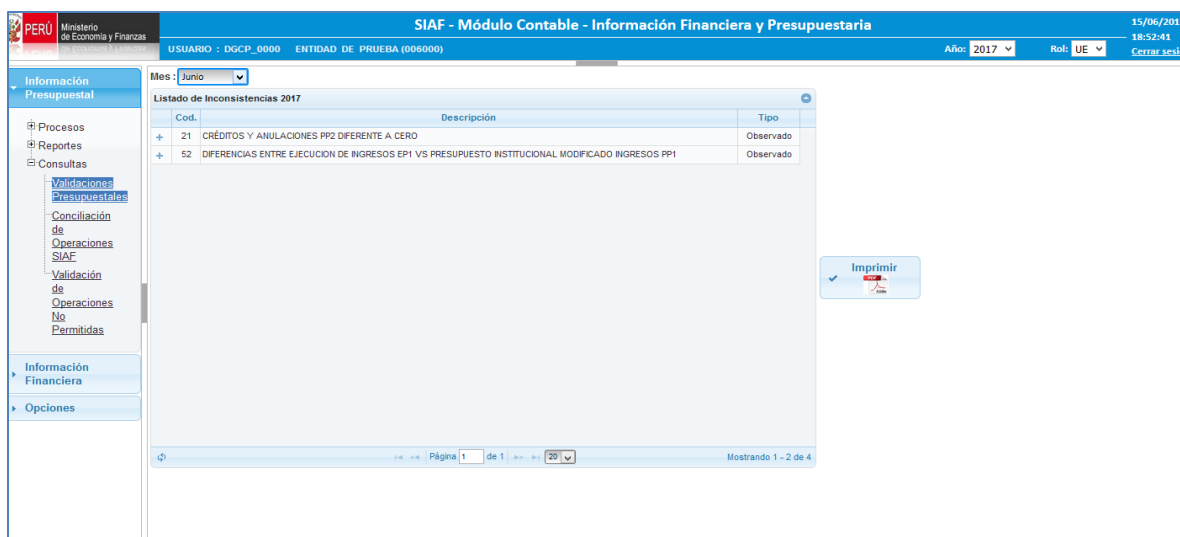 PERÚ Ministerio de Economía y Finanzas
SIAF - Módulo Contable - Información Financiera y Presupuestaria
15/06/201
18:52:41
USUARIO : DGCP_0000 ENTIDAD DE PRUEBA (006000)
Año: 2017 Rol: UE
Cerrar sesi
Información
Presupuestal
Procesos
Reportes
Consultas
Validaciones
Presupuestales
Conciliación
de
Operaciones
SIAF
Validación
de
Operaciones
No
Permitidas
Información
Financiera
Opciones
Mes : Junio
Listado de Inconsistencias 2017
Cod. Descripción Tipo
21 CRÉDITOS Y ANULACIONES PP2 DIFERENTE A CERO Observado
52 DIFERENCIAS ENTRE EJECUCION DE INGRESOS EP1 VS PRESUPUESTO INSTITUCIONAL MODIFICADO INGRESOS PP1 Observado
Imprimir
PDF
Adobe
Página 1 de 1 20 Mostrando 1 - 2 de 4